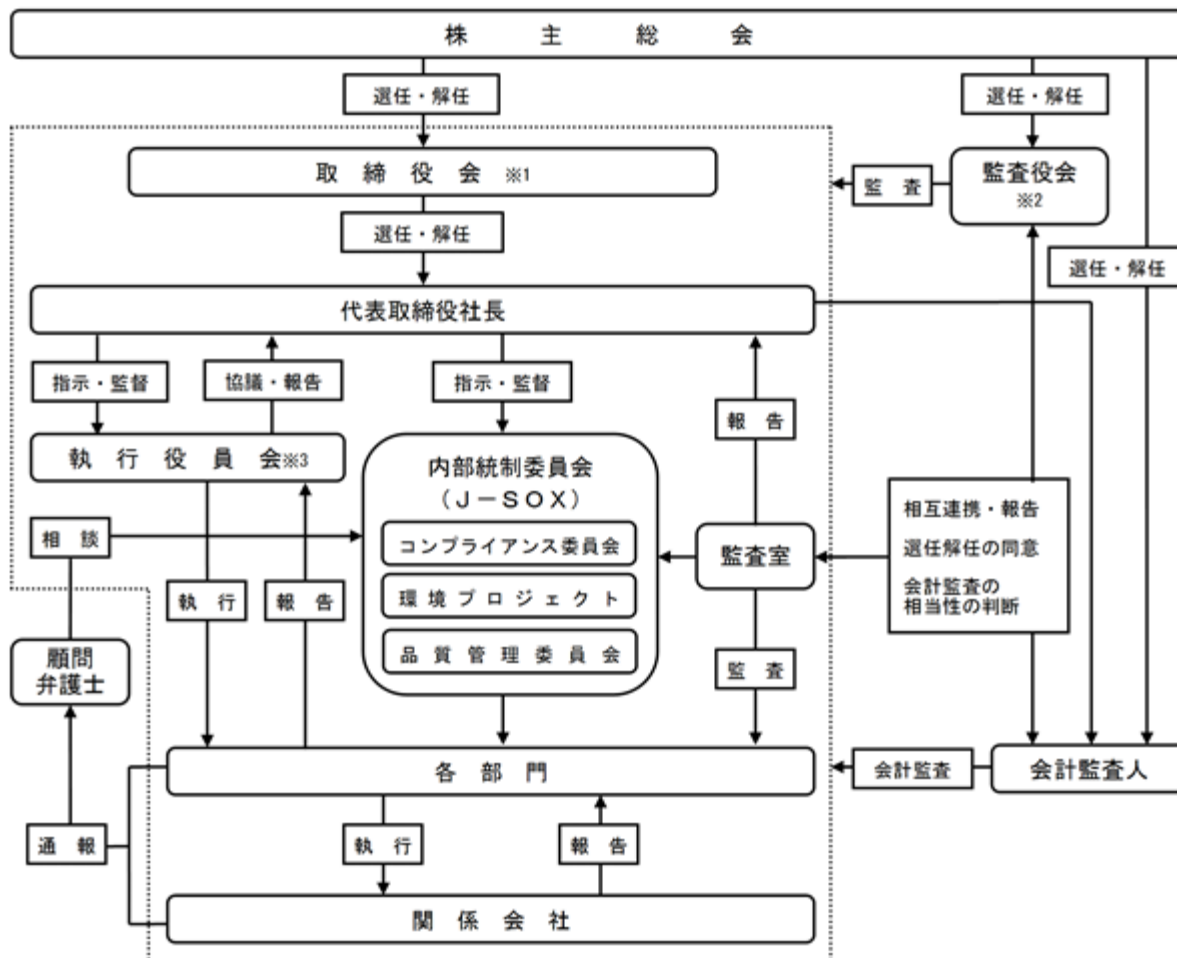 株主総会
選任・解任
選任・解任
取締役会 ※1
監査役会
※2
監査
選任・解任
選任・解任
代表取締役社長
指示・監督
協議・報告
指示・監督
報告
執行役員会※3
内部統制委員会
(J-SOX)
コンプライアンス委員会
環境プロジェクト
品質管理委員会
監査室
相互連携・報告
選任解任の同意
会計監査の
相当性の判断
相談
執行
報告
監査
顧問
弁護士
各部門
会計監査
会計監査人
通報
執行
報告
関係会社